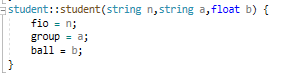 student::student(string n,string a,float b) {
fio = n;
group = a;
ball = b;
}